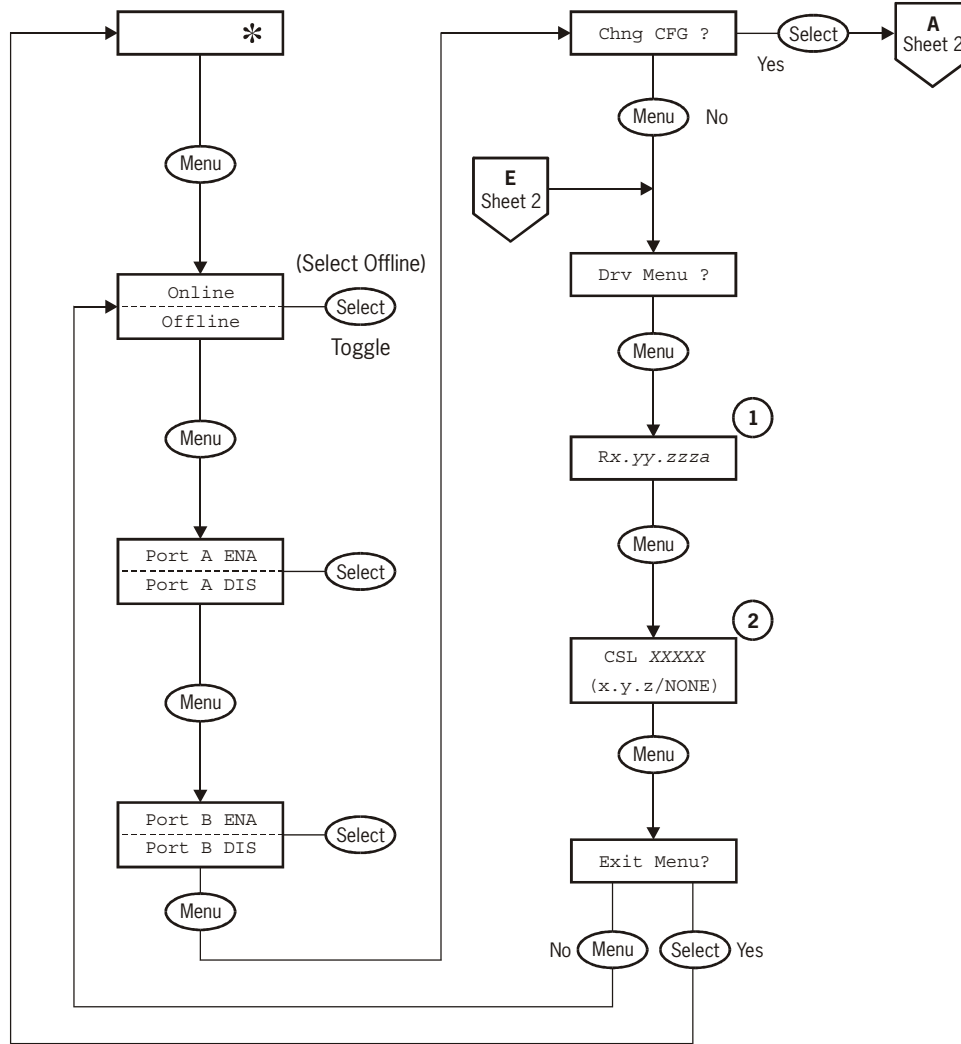 *
Menu
(Select Offline)
Online
Offline
Select
Toggle
Menu
Port A ENA
Port A DIS
Select
Menu
Port B ENA
Port B DIS
Select
Menu
Chng CFG ?
Select
Yes
A
Sheet 2
Menu
No
E
Sheet 2
Drv Menu ?
Menu
1
Rx.yy.zzza
Menu
2
CSL XXXXX
(x.y.z/NONE)
Menu
Exit Menu?
No
Menu
Select
Yes